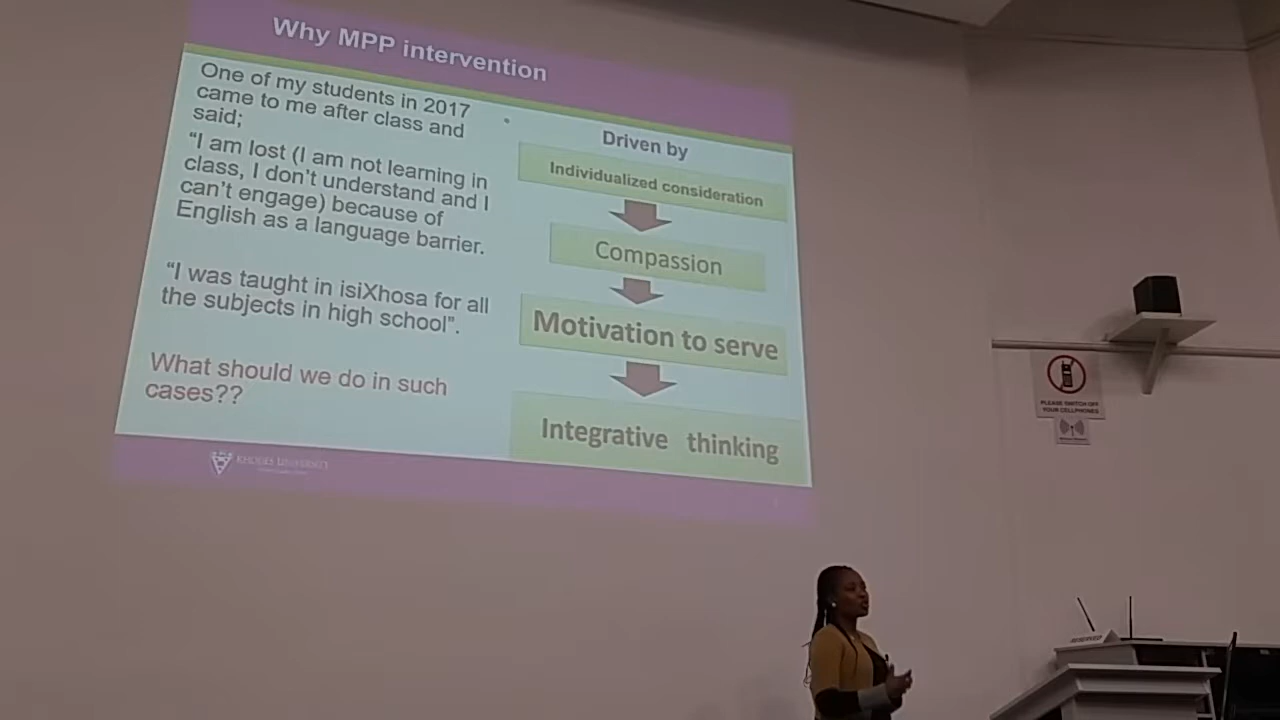 Why MPP intervention
One of my students in 2017
came to me after class and
said;
“I am lost (I am not learning in
class, I don’t understand and I
can’t engage) because of
English as a language barrier.
“I was taught in isiXhosa for all
the subjects in high school”.
What should we do in such
cases??
Driven by
Individualized consideration
Compassion
Motivation to serve
Integrative thinking
RHODES UNIVERSITY
PLEASE SWITCH OFF
YOUR CELLPHONES
RESERVED